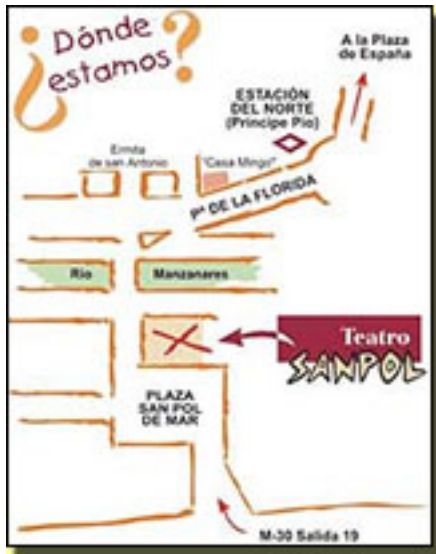 ¿Dónde
estamos?
A la Plaza
de España
ESTACIÓN
DEL NORTE
(Príncipe Pío)
Ermita
de san Antonio
"Casa Mingo"
Pº DE LA FLORIDA
Río
Manzanares
Teatro
SANPOL
PLAZA
SAN POL
DE MAR
M-30 Salida 19